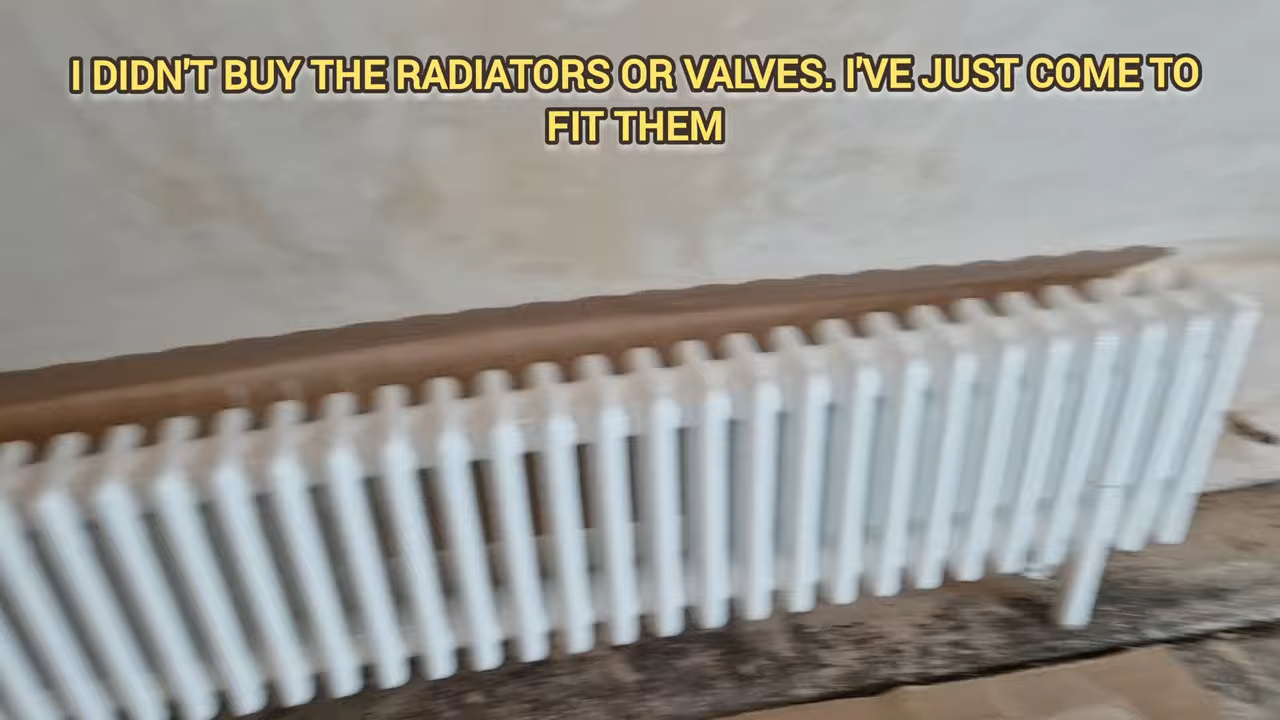 I DIDN'T BUY THE RADIATORS OR VALVES. I'VE JUST COME TO
FIT THEM